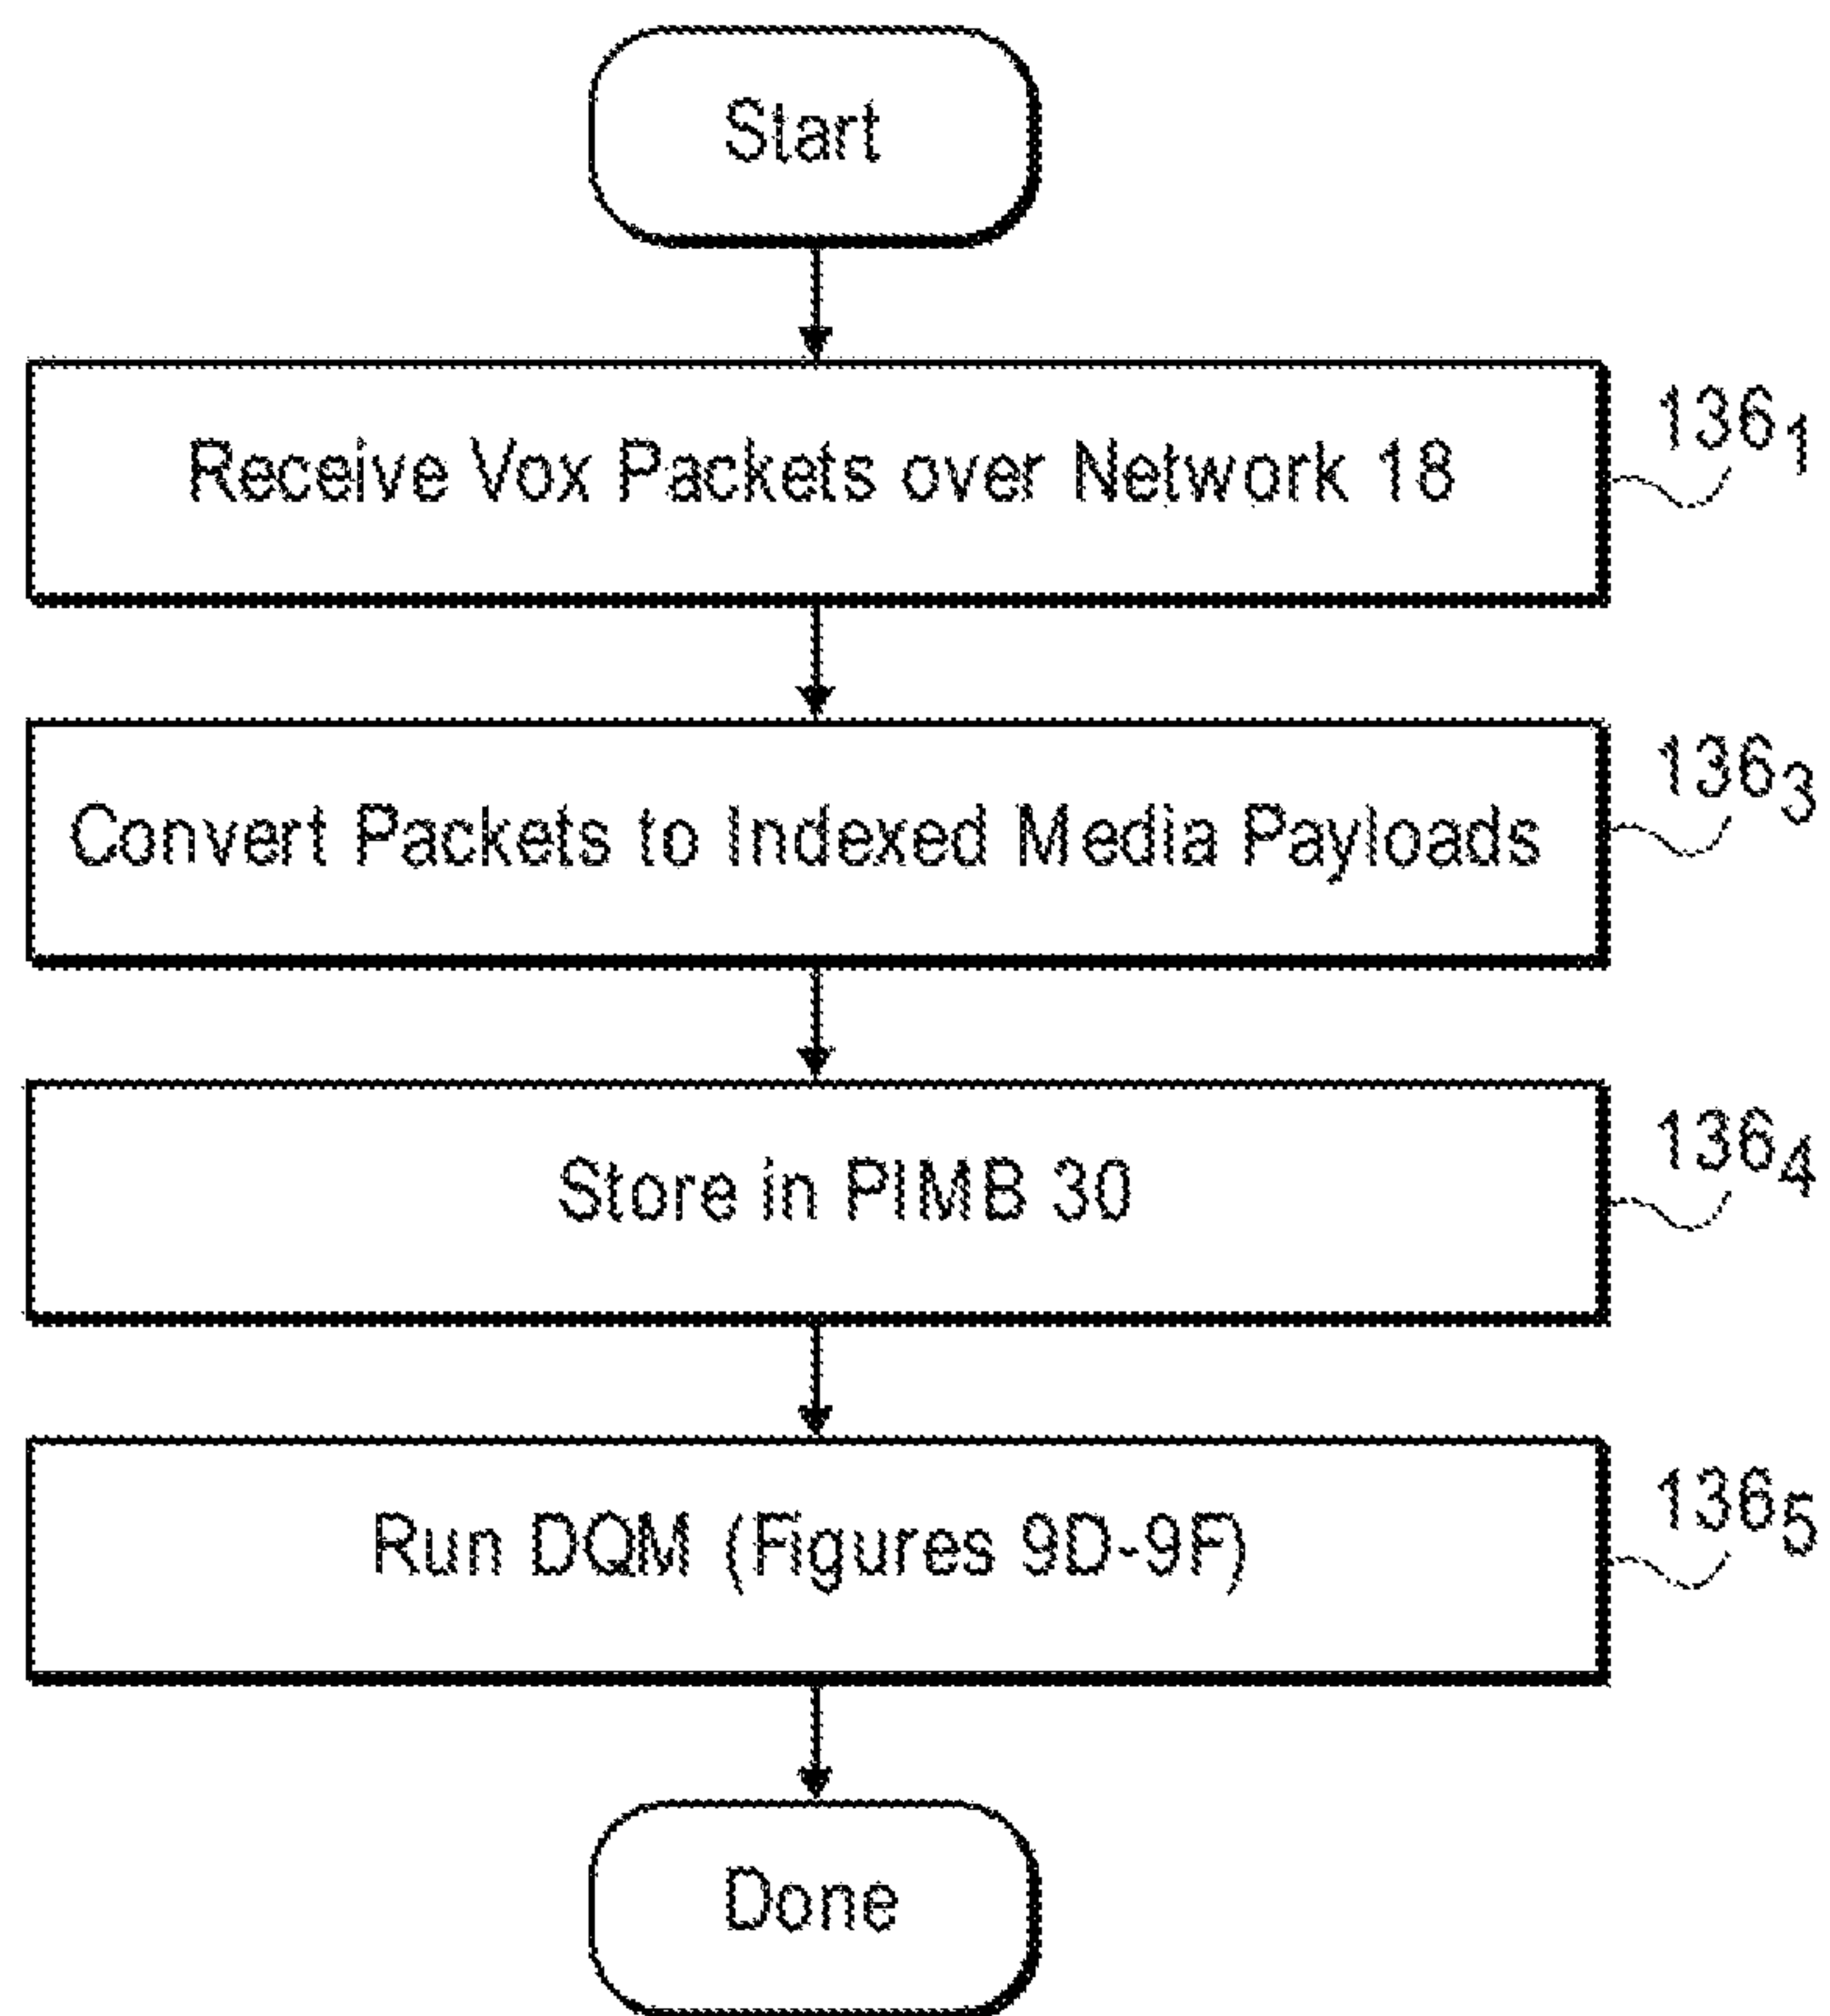 Start
Receive Vox Packets over Network 18
136₁
Convert Packets to Indexed Media Payloads
136₃
Store in PIMB 30
136₄
Run DQM (Figures 9D-9F)
136₅
Done